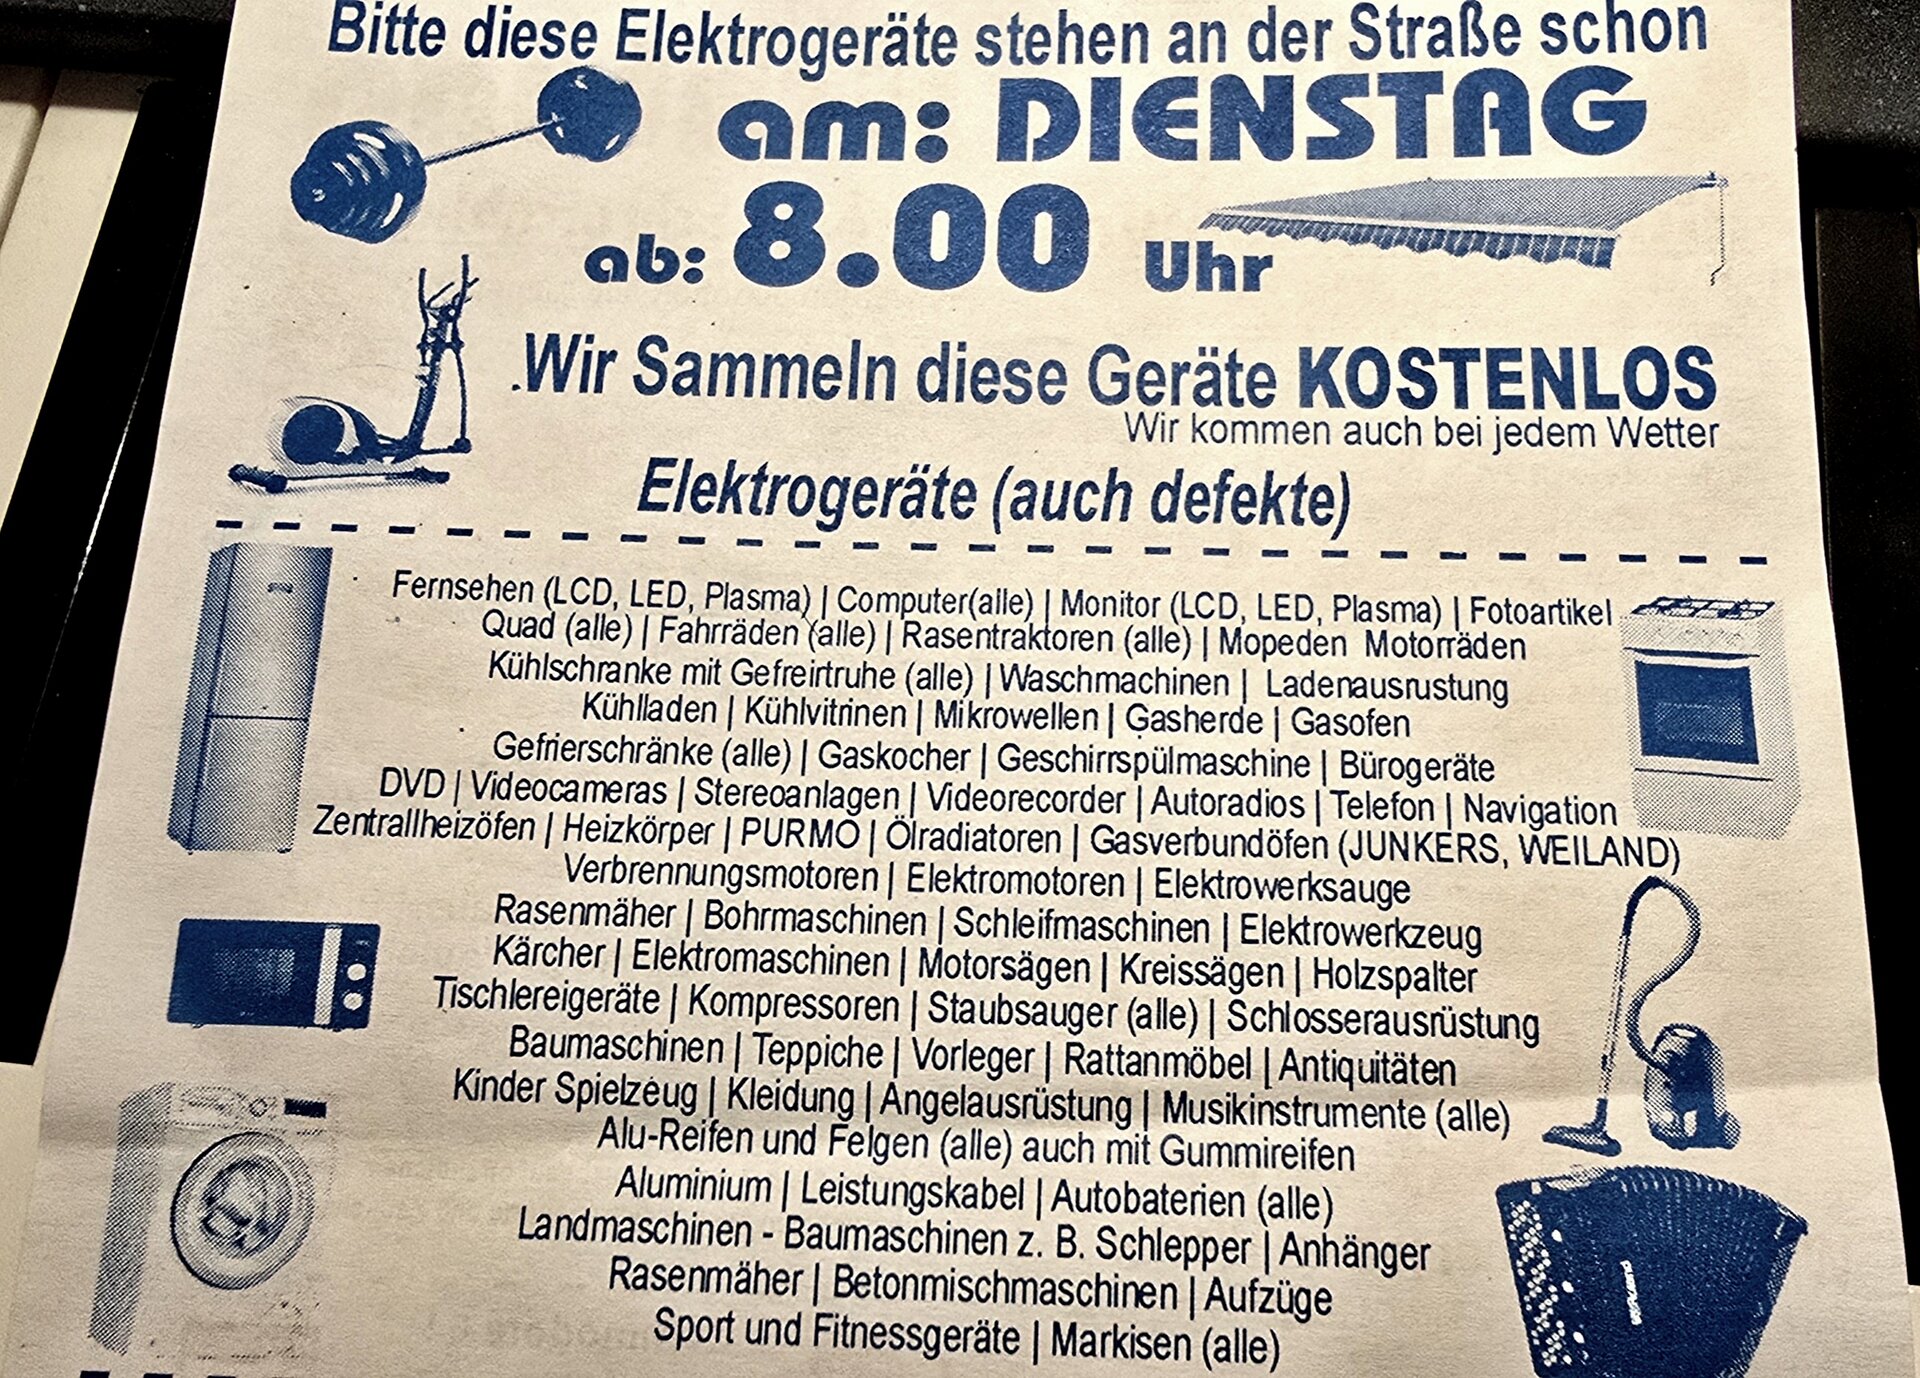 Bitte diese Elektrogeräte stehen an der Straße schon
am: DIENSTAG
ab: 8.00 Uhr
.Wir Sammeln diese Geräte KOSTENLOS
Wir kommen auch bei jedem Wetter
Elektrogeräte (auch defekte)
Fernsehen (LCD, LED, Plasma) | Computer(alle) | Monitor (LCD, LED, Plasma) | Fotoartikel
Quad (alle) | Fahrräden (alle) | Rasentraktoren (alle) | Mopeden Motorräden
Kühlschranke mit Gefreirtruhe (alle) | Waschmachinen | Ladenausrustung
Kühlladen | Kühlvitrinen | Mikrowellen | Gasherde | Gasofen
Gefrierschränke (alle) | Gaskocher | Geschirrspülmaschine | Bürogeräte
DVD | Videocameras | Stereoanlagen | Videorecorder | Autoradios | Telefon | Navigation
Zentrallheizöfen | Heizkörper | PURMO | Ölradiatoren | Gasverbundöfen (JUNKERS, WEILAND)
Verbrennungsmotoren | Elektromotoren | Elektrowerksauge
Rasenmäher | Bohrmaschinen | Schleifmaschinen | Elektrowerkzeug
Kärcher | Elektromaschinen | Motorsägen | Kreissägen | Holzspalter
Tischlereigeräte | Kompressoren | Staubsauger (alle) | Schlosserausrüstung
Baumaschinen | Teppiche | Vorleger | Rattanmöbel | Antiquitäten
Kinder Spielzeug | Kleidung | Angelausrüstung | Musikinstrumente (alle)
Alu-Reifen und Felgen (alle) auch mit Gummireifen
Aluminium | Leistungskabel | Autobaterien (alle)
Landmaschinen - Baumaschinen z. B. Schlepper | Anhänger
Rasenmäher | Betonmischmaschinen | Aufzüge
Sport und Fitnessgeräte | Markisen (alle)